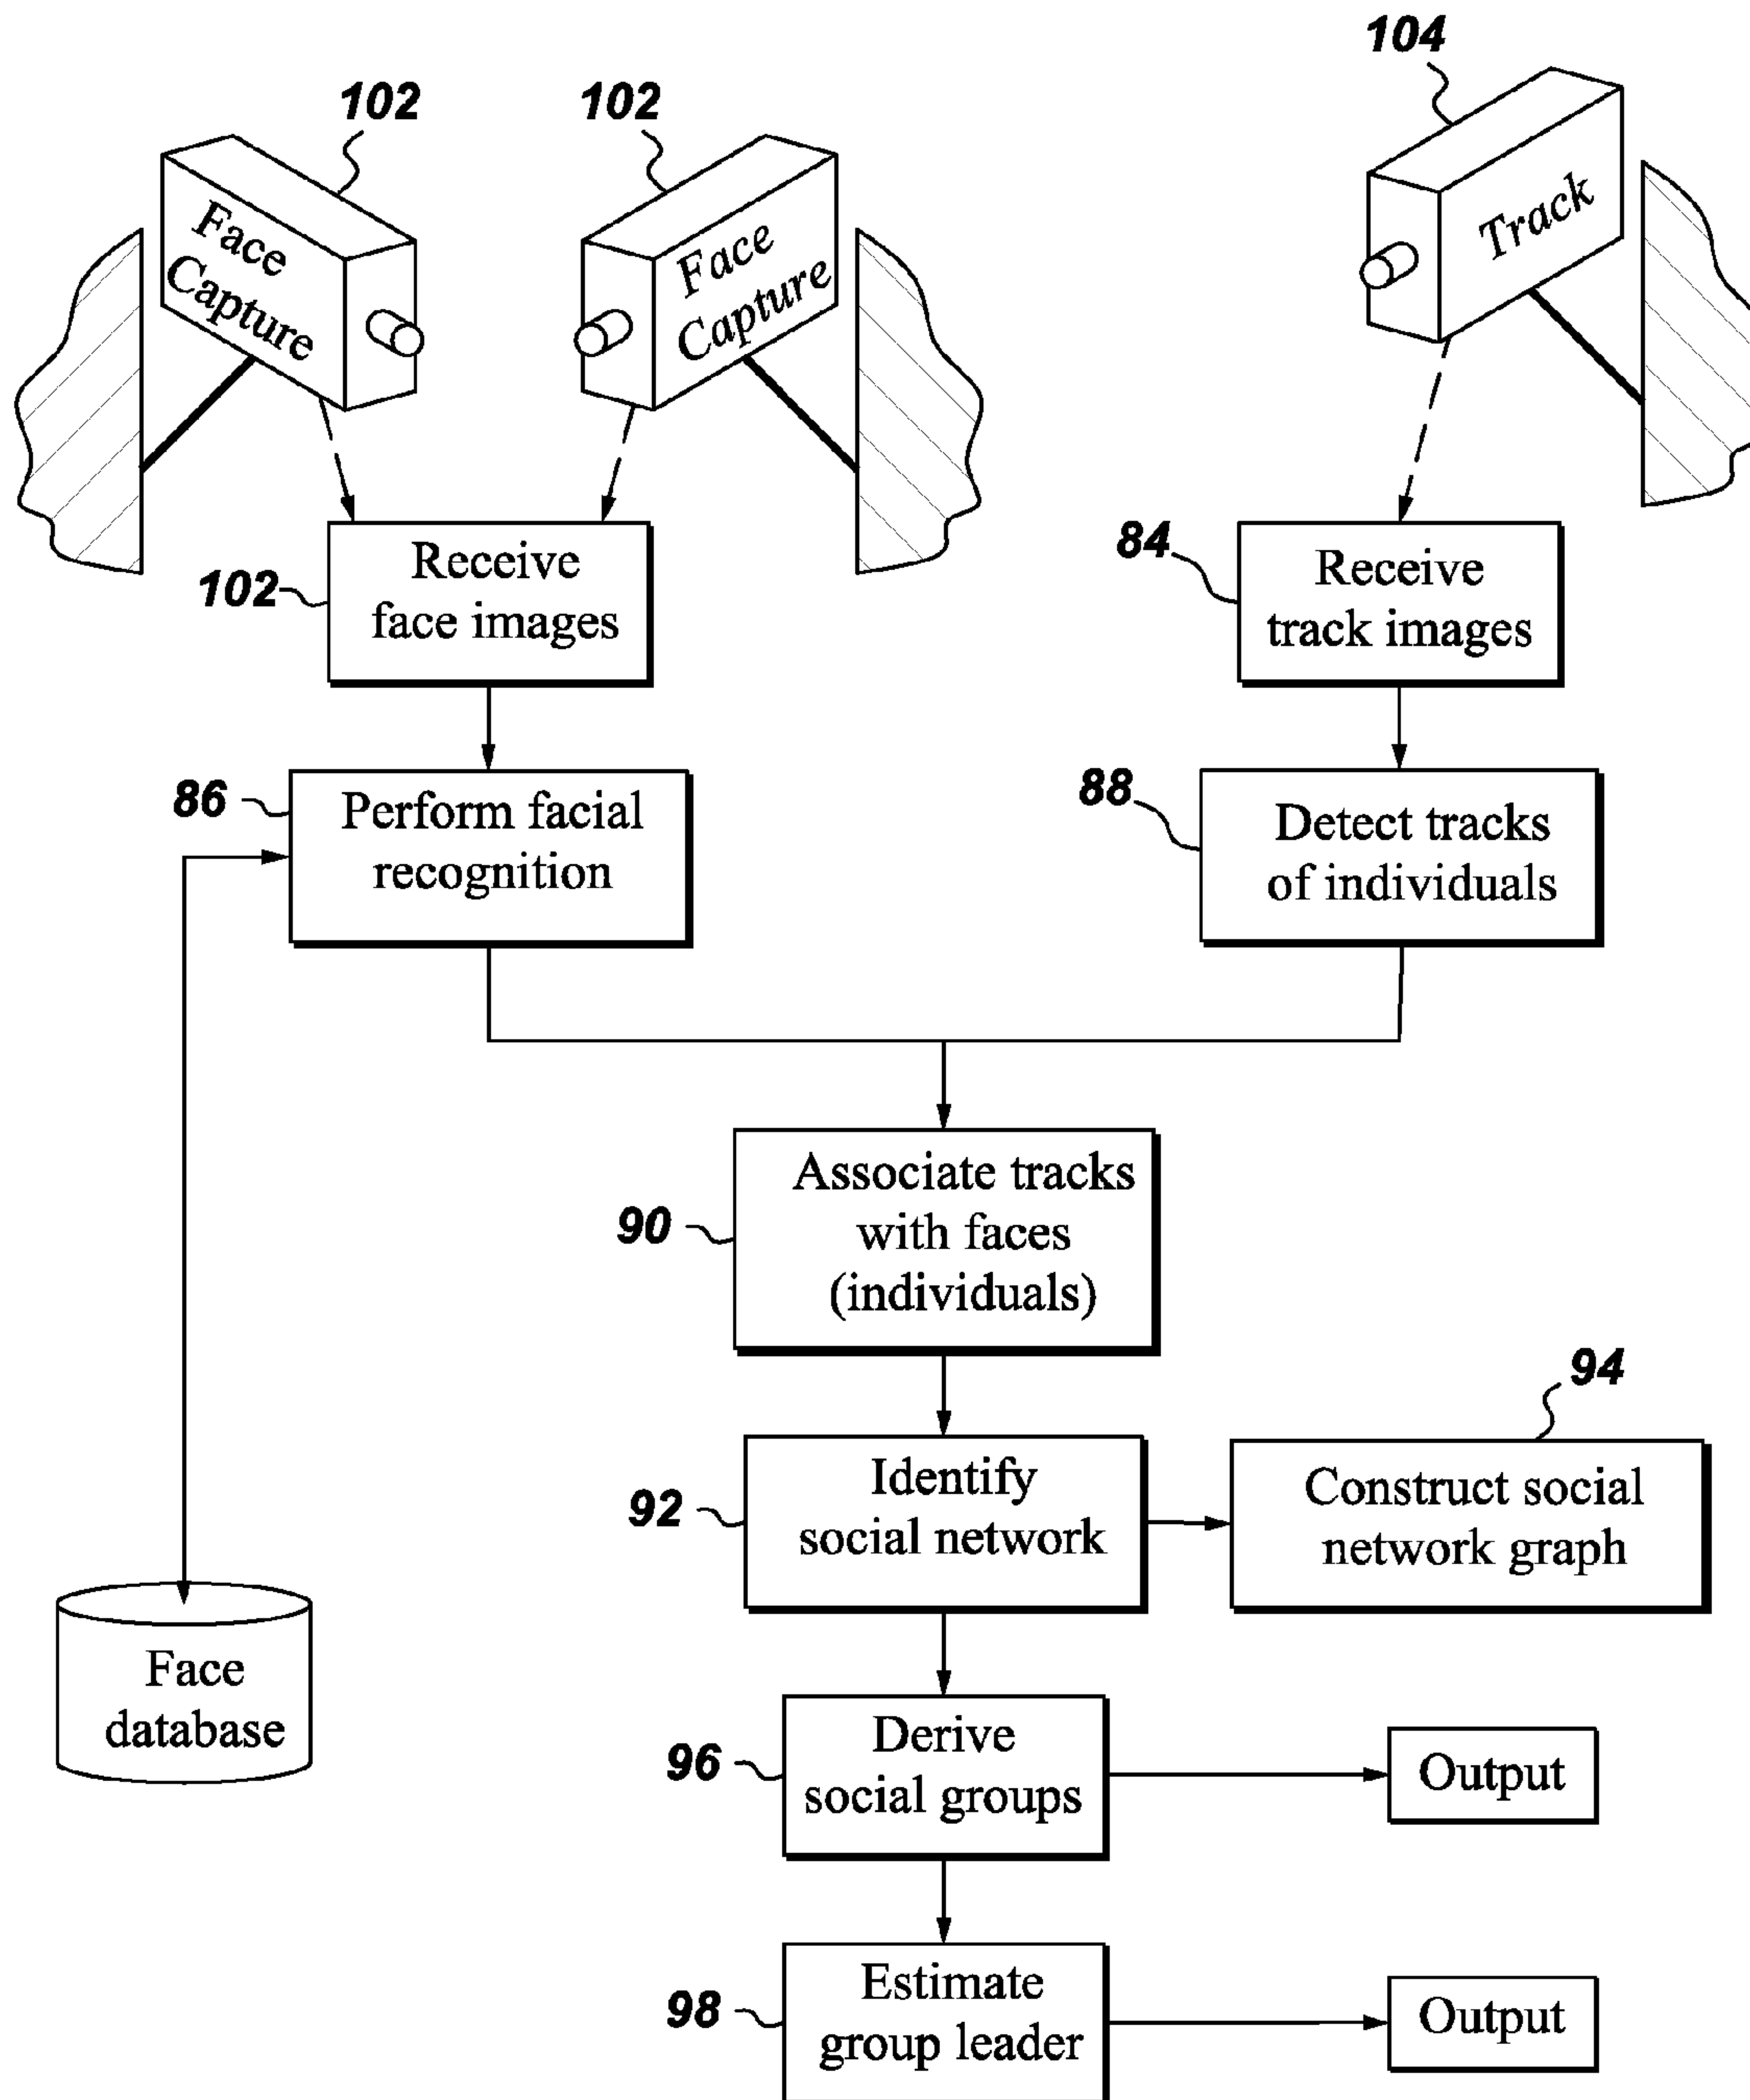 104
102
102
Face
Capture
Face
Capture
Track
Receive
face images
102
84
Receive
track images
86
Perform facial
recognition
88
Detect tracks
of individuals
90
Associate tracks
with faces
(individuals)
94
92
Identify
social network
Construct social
network graph
Face
database
96
Derive
social groups
Output
98
Estimate
group leader
Output